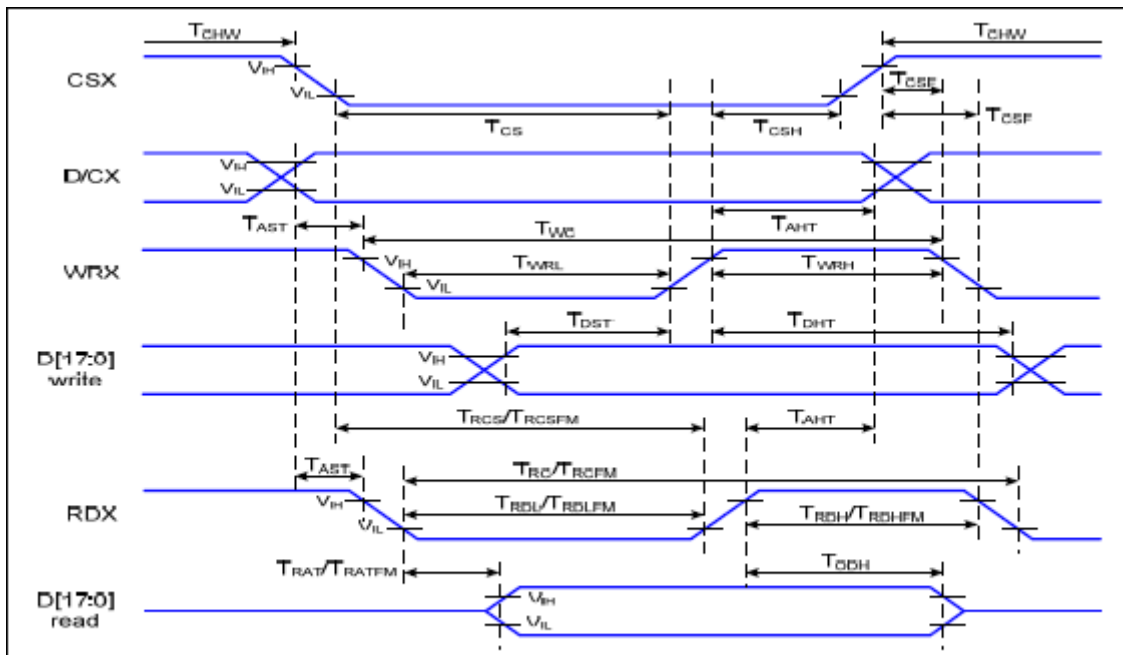 TCHW TCHW
CSX VIH
VIL
TCSF
TCS TCSH TCSF
D/CX VIH
VIL
TAST TWC TAHT
WRX VIH TWRL TWRH
VIL
TDST TDHT
D[17:0] VIH
write VIL
TRCS/TRCSFM TAHT
TAST TRC/TRCFM
RDX VIH TRDL/TRDLFM TRDH/TRDHFM
VIL
TRAT/TRATFM TODH
D[17:0] VIH
read VIL